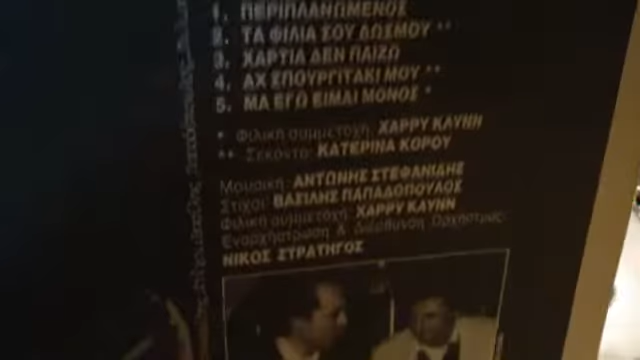 1. ΠΕΡΙΠΛΑΝΩΜΕΝΟΣ
2. ΤΑ ΦΙΛΙΑ ΣΟΥ ΔΩΣΜΟΥ **
3. ΧΑΡΤΙΑ ΔΕΝ ΠΑΙΖΩ
4. ΑΧ ΣΠΟΥΡΓΙΤΑΚΙ ΜΟΥ **
5. ΜΑ ΕΓΩ ΕΙΜΑΙ ΜΟΝΟΣ *
* Φιλική συμμετοχή: ΧΑΡΡΥ ΚΛΥΝΝ
** Σεκόντο: ΚΑΤΕΡΙΝΑ ΚΟΡΟΥ
Μουσική: ΑΝΤΩΝΗΣ ΣΤΕΦΑΝΙΔΗΣ
Στίχοι: ΒΑΣΙΛΗΣ ΠΑΠΑΔΟΠΟΥΛΟΣ
Φιλική συμμετοχή: ΧΑΡΡΥ ΚΛΥΝΝ
Ενορχήστρωση & Διεύθυνση Ορχήστρας:
ΝΙΚΟΣ ΣΤΡΑΤΗΓΟΣ